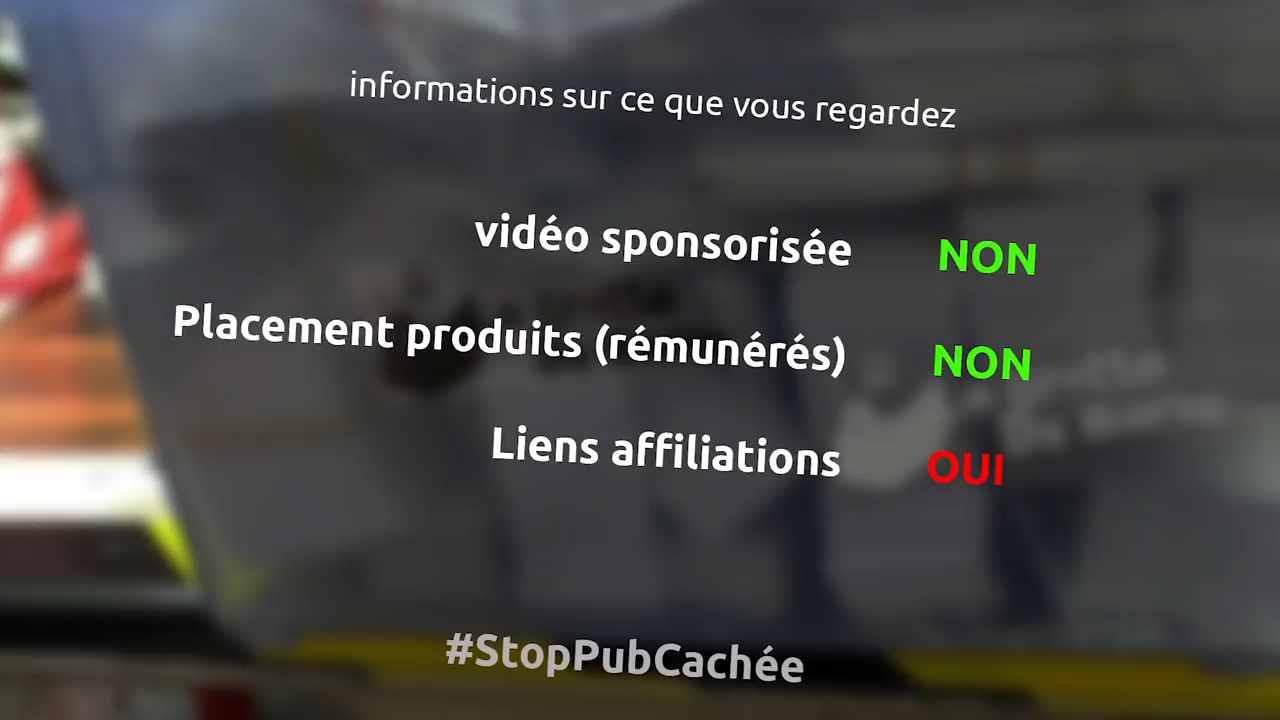 informations sur ce que vous regardez
vidéo sponsorisée NON
Placement produits (rémunérés) NON
Liens affiliations OUI
#StopPubCachée